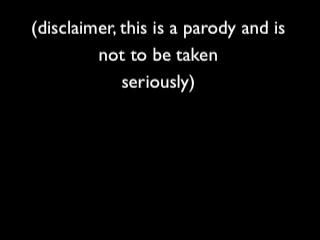 (disclaimer, this is a parody and is
not to be taken
seriously)